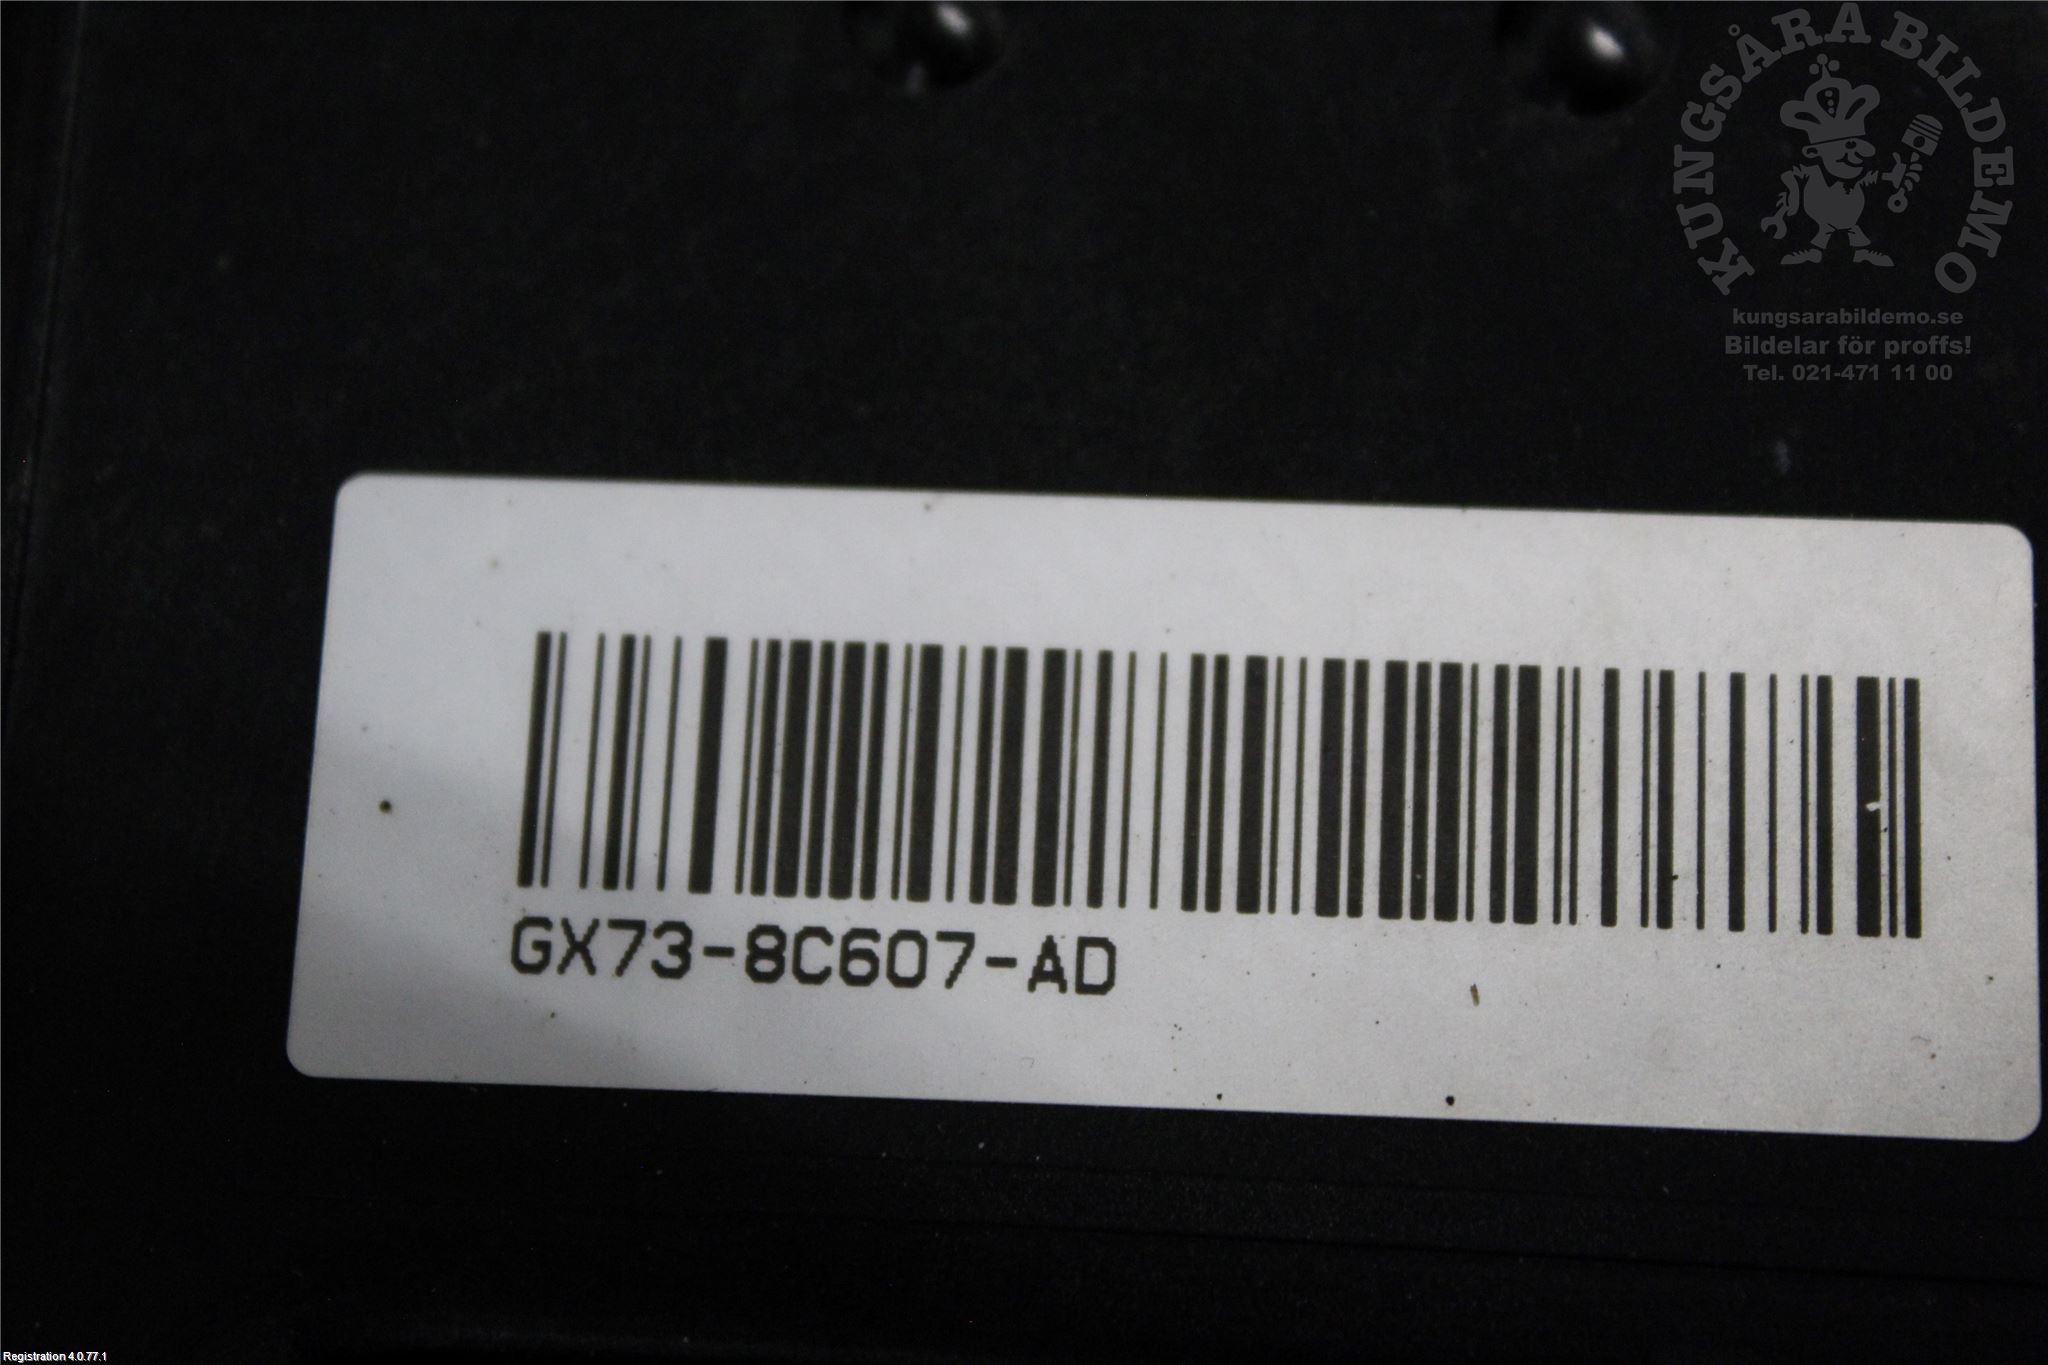 KUNGSÅRA BILDEMO
kungsarabildemo.se
Bildelar för proffs!
Tel. 021-471 11 00
GX73-8C607-AD
Registration 4.0.77.1